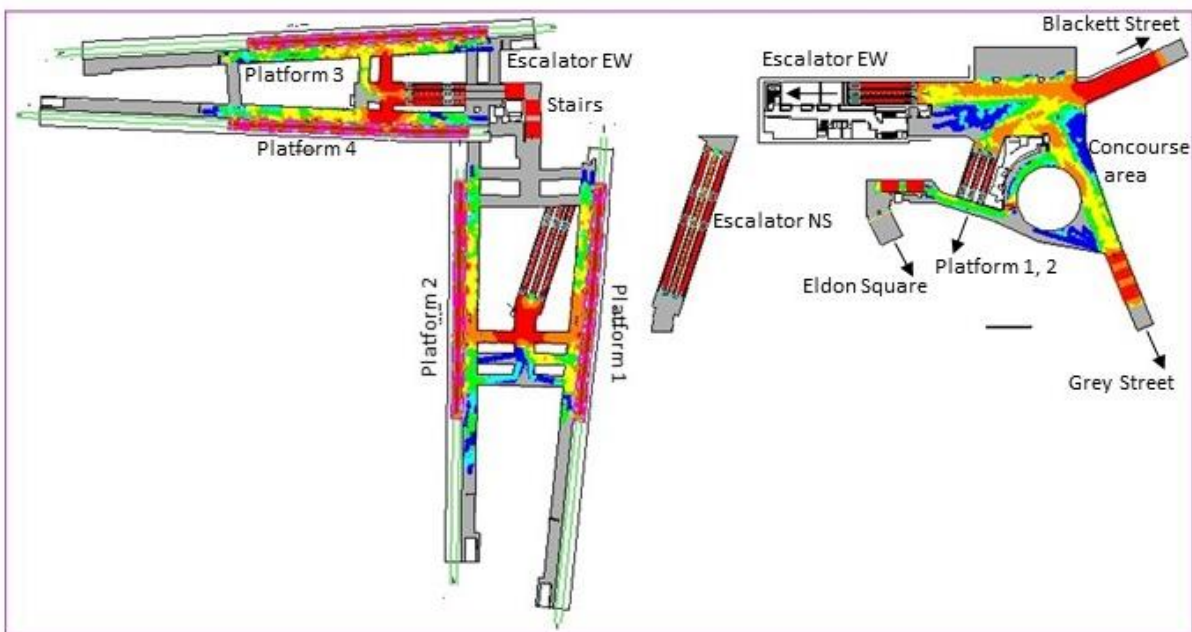 Blackett Street
Platform 3
Escalator EW
Escalator EW
Stairs
Platform 4
Concourse
area
Escalator NS
Platform 1, 2
Eldon Square
Platform 2
Platform 1
Grey Street